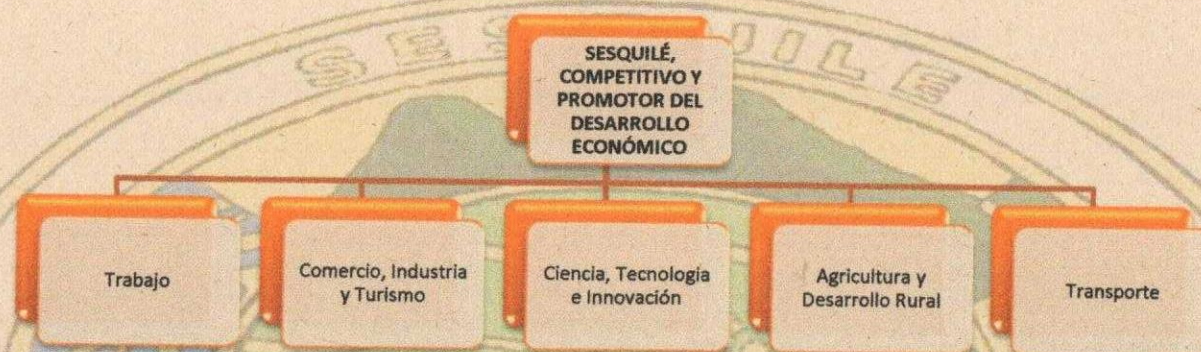 SESQUILÉ,
COMPETITIVO Y
PROMOTOR DEL
DESARROLLO
ECONÓMICO
Trabajo
Comercio, Industria
y Turismo
Ciencia, Tecnología
e Innovación
Agricultura y
Desarrollo Rural
Transporte